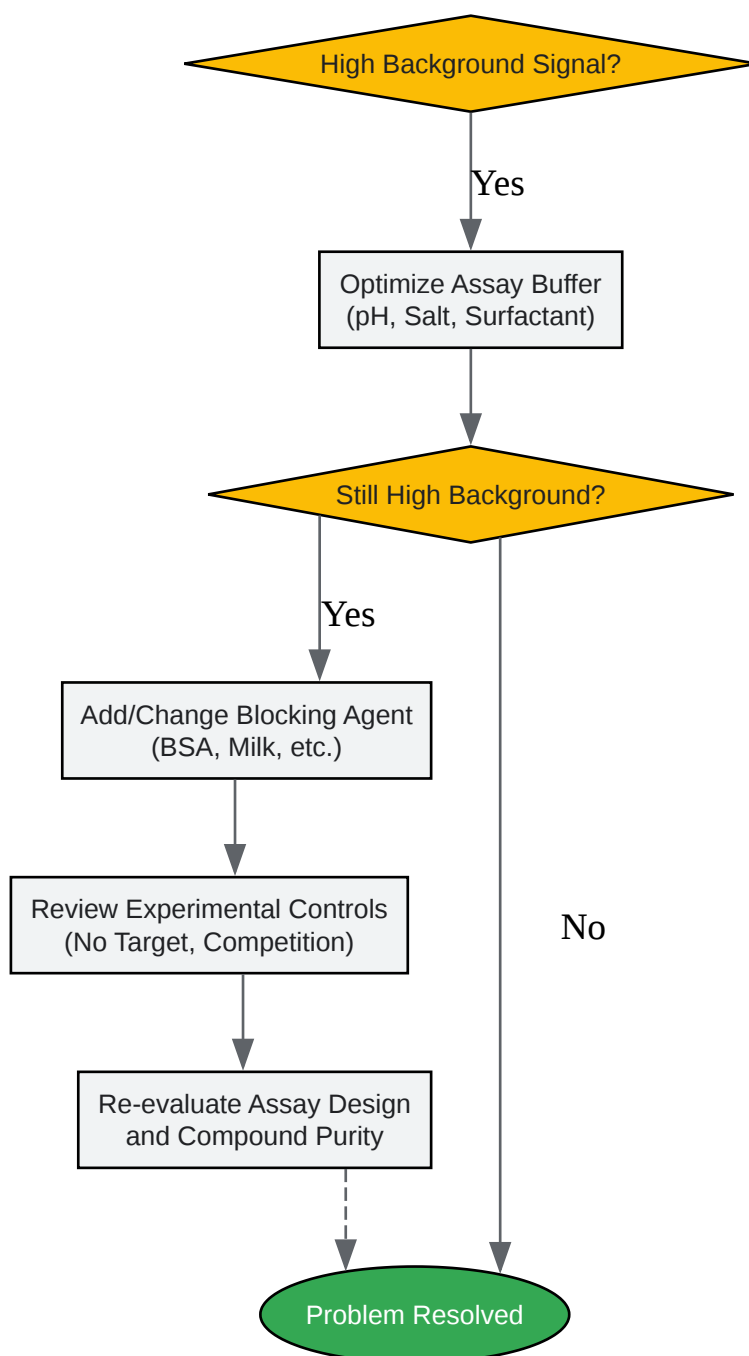 High Background Signal?
Yes
Optimize Assay Buffer
(pH, Salt, Surfactant)
Still High Background?
Yes
Add/Change Blocking Agent
(BSA, Milk, etc.)
Review Experimental Controls
(No Target, Competition)
No
Re-evaluate Assay Design
and Compound Purity
Problem Resolved